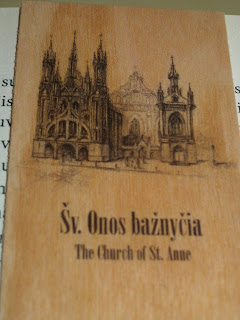 Šv. Onos bažnyčia
The Church of St. Anne